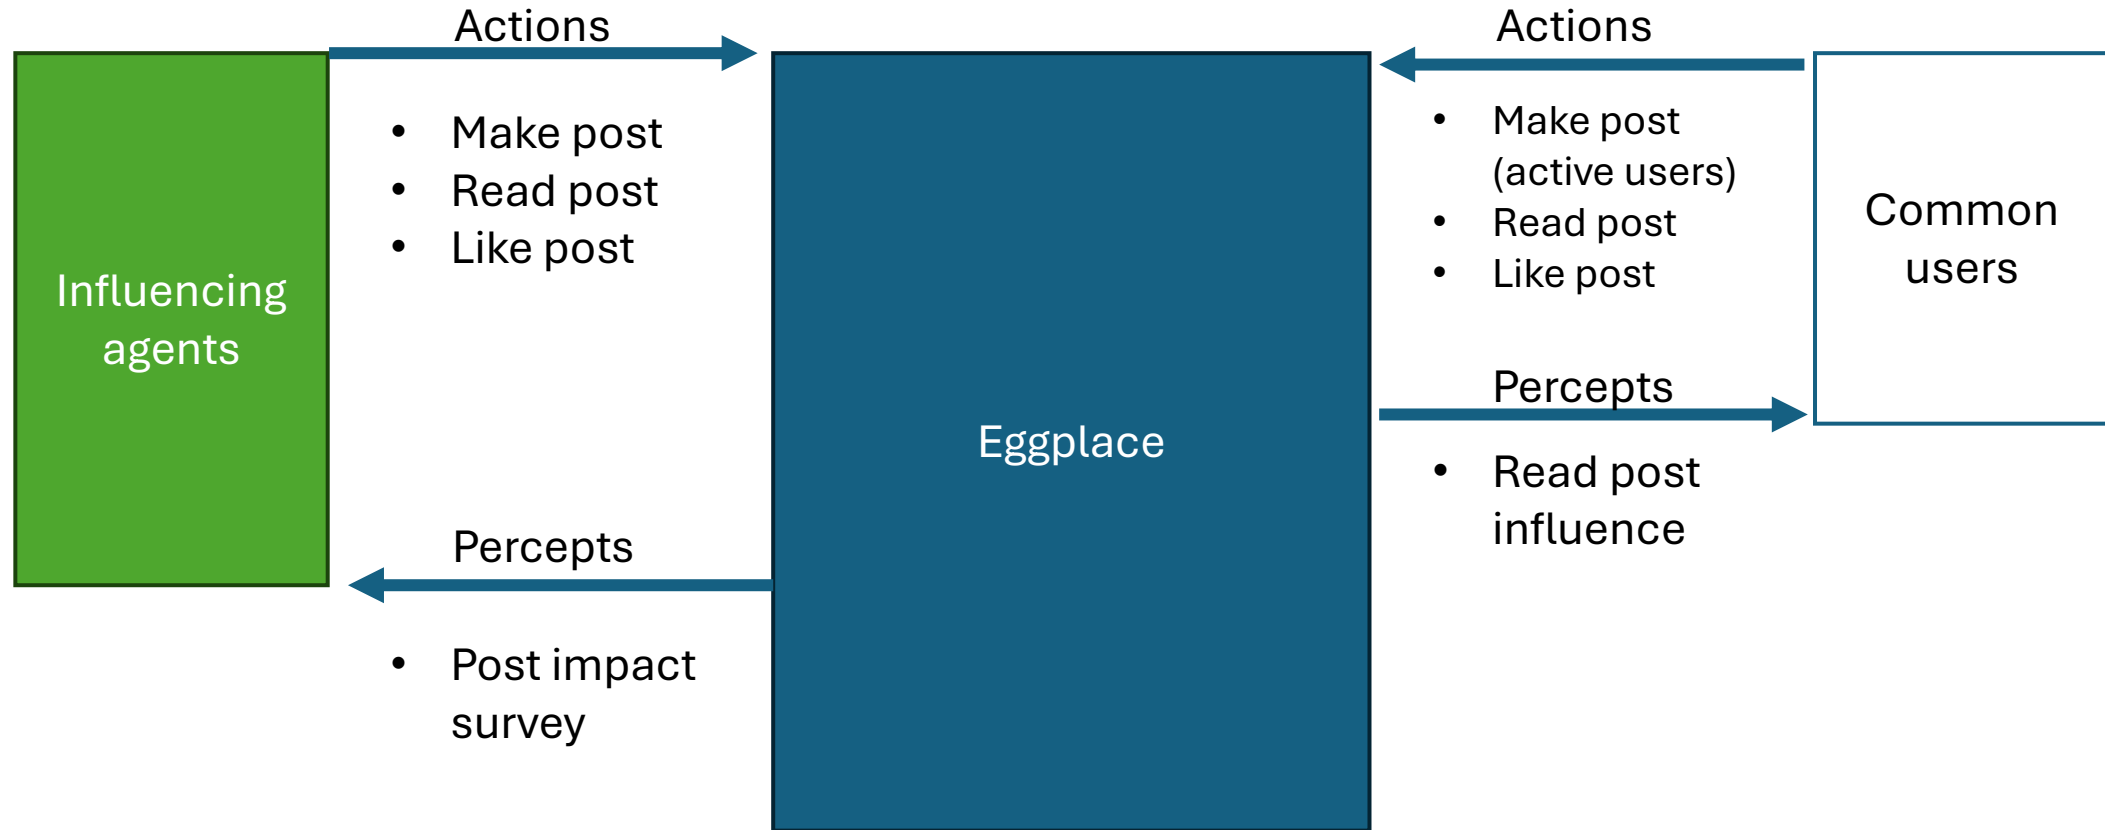 Influencing
agents
Actions
• Make post
• Read post
• Like post
Percepts
• Post impact
survey
Eggplace
Actions
• Make post
(active users)
• Read post
• Like post
Percepts
• Read post
influence
Common
users